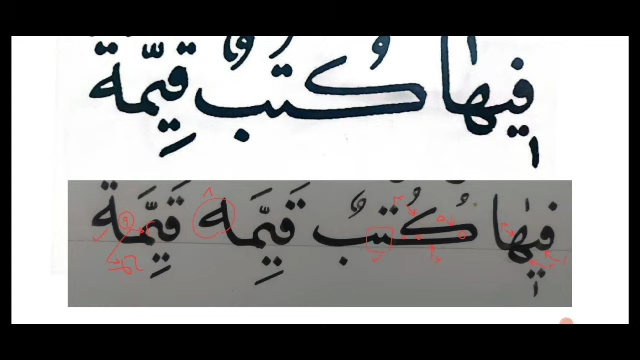 فِيهَا كُتُبٌ قَيِّمَةٌ
فِيهَا كُتُبٌ قَيِّمَة قَيِّمَة